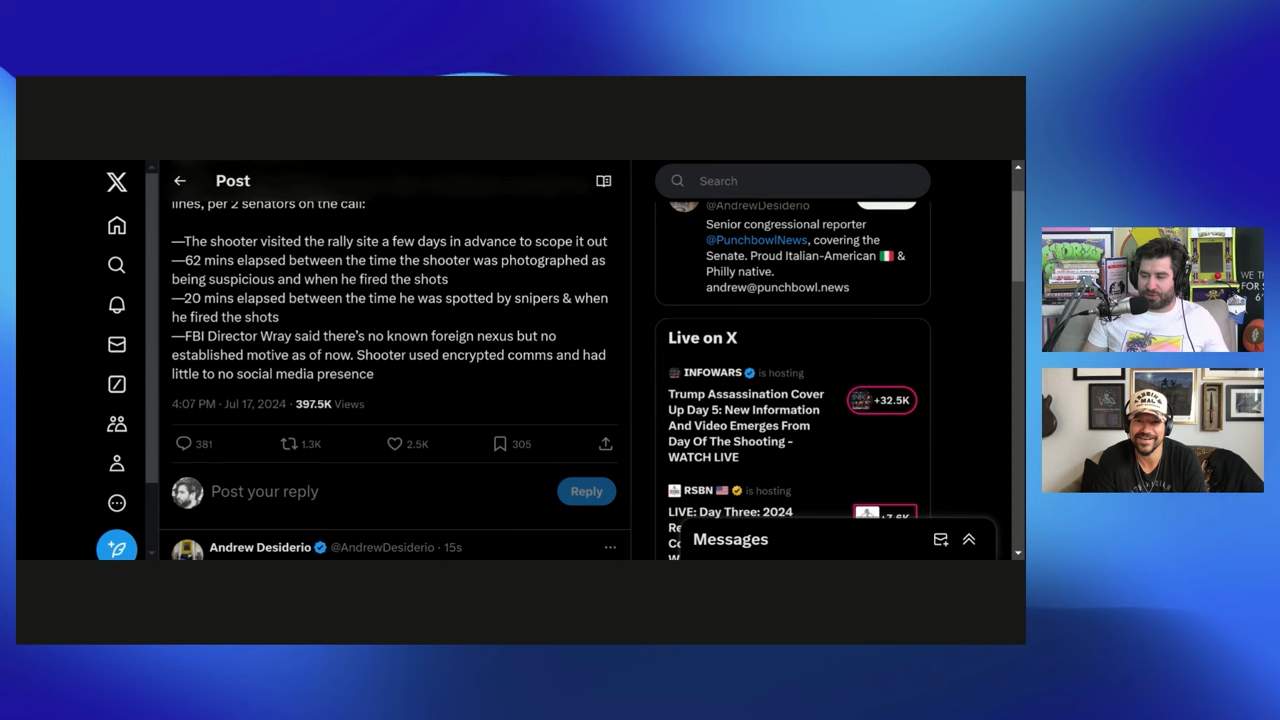 Post
lines, per 2 senators on the call:
—The shooter visited the rally site a few days in advance to scope it out
—62 mins elapsed between the time the shooter was photographed as
being suspicious and when he fired the shots
—20 mins elapsed between the time he was spotted by snipers & when
he fired the shots
—FBI Director Wray said there's no known foreign nexus but no
established motive as of now. Shooter used encrypted comms and had
little to no social media presence
4:07 PM · Jul 17, 2024 · 397.5K Views
381 1.3K 2.5K 305
Post your reply
Reply
Andrew Desiderio @AndrewDesiderio · 15s
Search
@AndrewDesiderio
Senior congressional reporter
@PunchbowlNews, covering the
Senate. Proud Italian-American 🇮🇹 &
Philly native.
andrew@punchbowl.news
Live on X
INFOWARS is hosting
Trump Assassination Cover
Up Day 5: New Information
And Video Emerges From
Day Of The Shooting -
WATCH LIVE
+32.5K
RSBN 🇺🇸 is hosting
LIVE: Day Three: 2024
+7.6K
Messages
WE T
FOR S
6'